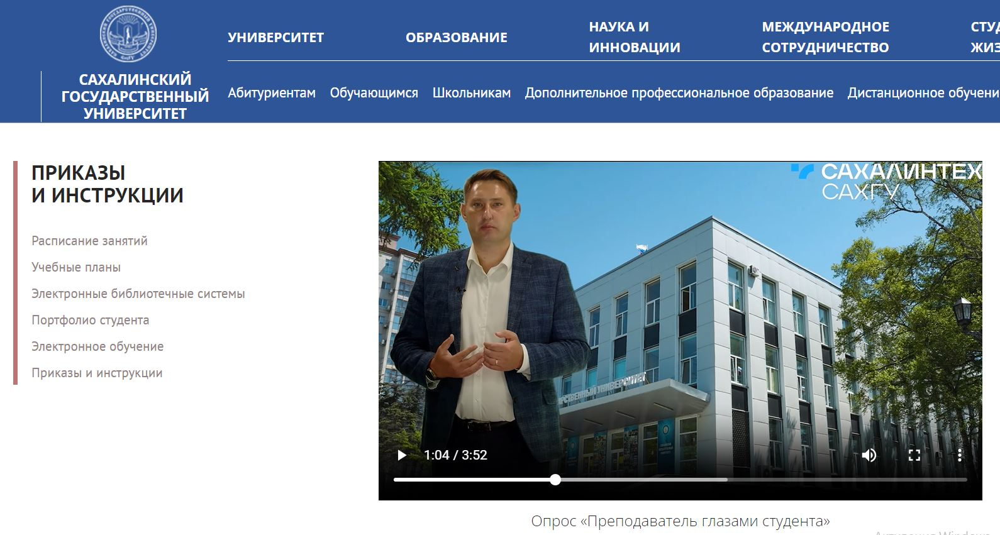 УНИВЕРСИТЕТ
ОБРАЗОВАНИЕ
НАУКА И
ИННОВАЦИИ
МЕЖДУНАРОДНОЕ
СОТРУДНИЧЕСТВО
СТУД
ЖИЗ
САХАЛИНСКИЙ
ГОСУДАРСТВЕННЫЙ
УНИВЕРСИТЕТ
Абитуриентам Обучающимся Школьникам Дополнительное профессиональное образование Дистанционное обучени
ПРИКАЗЫ
И ИНСТРУКЦИИ
Расписание занятий
Учебные планы
Электронные библиотечные системы
Портфолио студента
Электронное обучение
Приказы и инструкции
САХАЛИНТЕХ
САХГУ
АРСТВЕННЫЙ УНИВЕРСИТЕТ
1:04 / 3:52
Опрос «Преподаватель глазами студента»